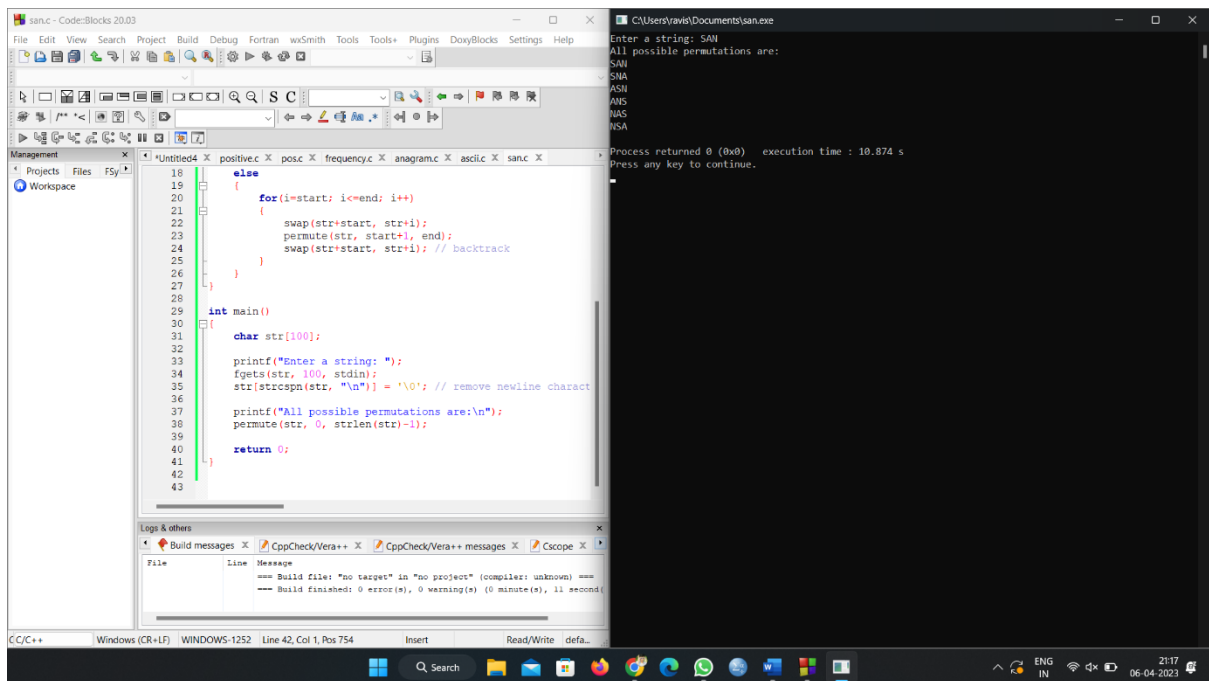 san.c - Code::Blocks 20.03
File Edit View Search Project Build Debug Fortran wxSmith Tools Tools+ Plugins DoxyBlocks Settings Help
S C
/** *<
.*
Management
Projects Files FSy
Workspace
*Untitled4 X positive.c X pos.c X frequency.c X anagram.c X ascii.c X san.c X
18 else
19 {
20 for(i=start; i<=end; i++)
21 {
22 swap(str+start, str+i);
23 permute(str, start+1, end);
24 swap(str+start, str+i); // backtrack
25 }
26 }
27 }
28
29 int main()
30 {
31 char str[100];
32
33 printf("Enter a string: ");
34 fgets(str, 100, stdin);
35 str[strcspn(str, "\n")] = '\0'; // remove newline charact
36
37 printf("All possible permutations are:\n");
38 permute(str, 0, strlen(str)-1);
39
40 return 0;
41 }
42
43
Logs & others
Build messages X CppCheck/Vera++ X CppCheck/Vera++ messages X Cscope X
File Line Message
=== Build file: "no target" in "no project" (compiler: unknown) ===
=== Build finished: 0 error(s), 0 warning(s) (0 minute(s), 11 second(
C/C++ Windows (CR+LF) WINDOWS-1252 Line 42, Col 1, Pos 754 Insert Read/Write defa...
C:\Users\ravis\Documents\san.exe
Enter a string: SAN
All possible permutations are:
SAN
SNA
ASN
ANS
NAS
NSA
Process returned 0 (0x0) execution time : 10.874 s
Press any key to continue.
Search
ENG
IN
21:17
06-04-2023